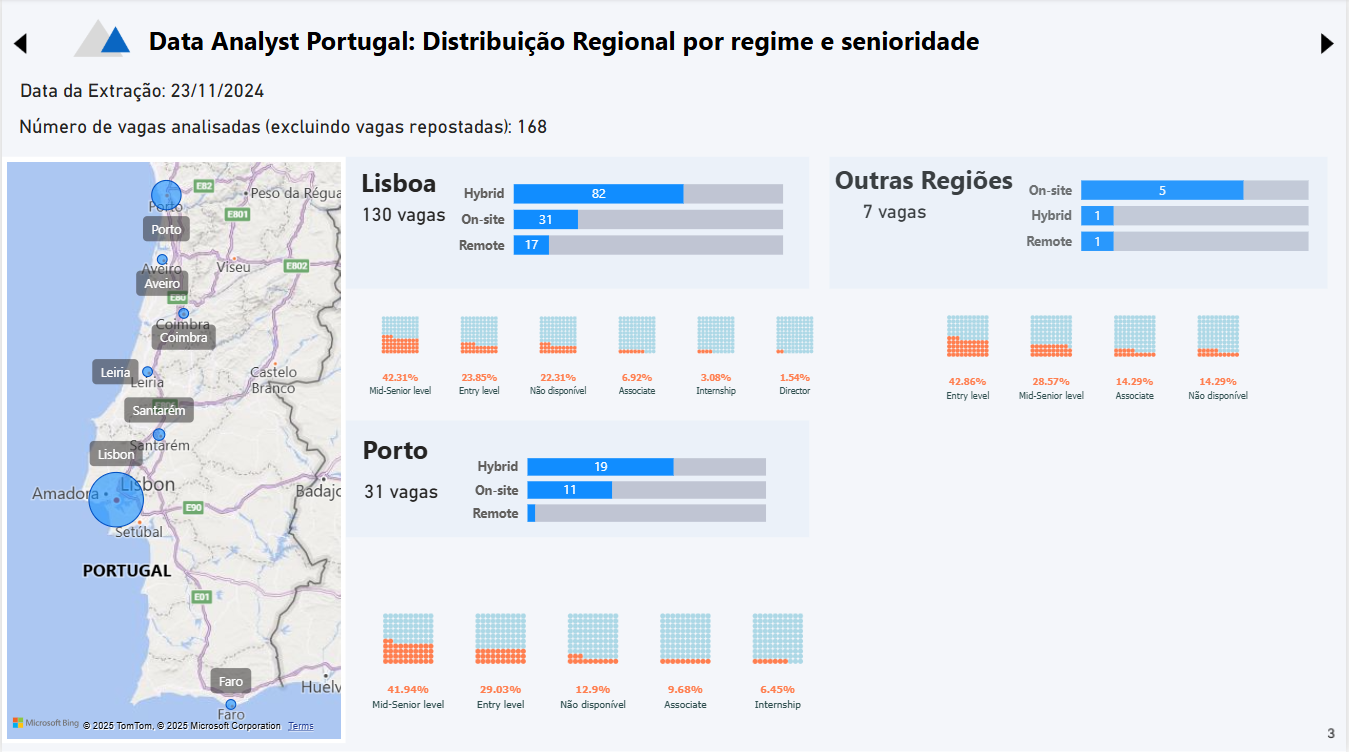 Data Analyst Portugal: Distribuição Regional por regime e senioridade
Data da Extração: 23/11/2024
Número de vagas analisadas (excluindo vagas repostadas): 168
E82
Peso da Régua
Porto
E801
Porto
Aveiro
Viseu
E802
Aveiro
E80
Coimbra
Coimbra
Leiria
Leiria
Castelo
Branco
Santarém
Santarém
Lisbon
Lisbon
Amadora
Badajo
E90
Setúbal
PORTUGAL
E01
Faro
Huelv
Faro
Microsoft Bing
© 2025 TomTom, © 2025 Microsoft Corporation Terms
Lisboa
130 vagas
Hybrid 82
On-site 31
Remote 17
42.31% 23.85% 22.31% 6.92% 3.08% 1.54%
Mid-Senior level Entry level Não disponível Associate Internship Director
Outras Regiões
7 vagas
On-site 5
Hybrid 1
Remote 1
42.86% 28.57% 14.29% 14.29%
Entry level Mid-Senior level Associate Não disponível
Porto
31 vagas
Hybrid 19
On-site 11
Remote
41.94% 29.03% 12.9% 9.68% 6.45%
Mid-Senior level Entry level Não disponível Associate Internship
3